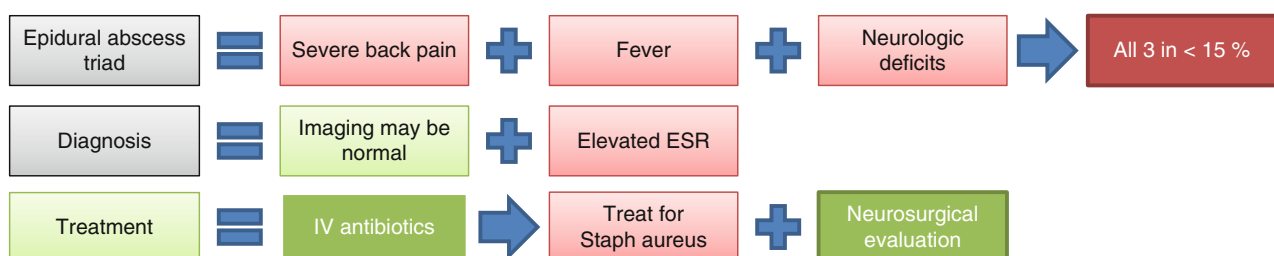 Epidural abscess
triad
Severe back pain
Fever
Neurologic
deficits
All 3 in < 15 %
Diagnosis
Imaging may be
normal
Elevated ESR
Treatment
IV antibiotics
Treat for
Staph aureus
Neurosurgical
evaluation